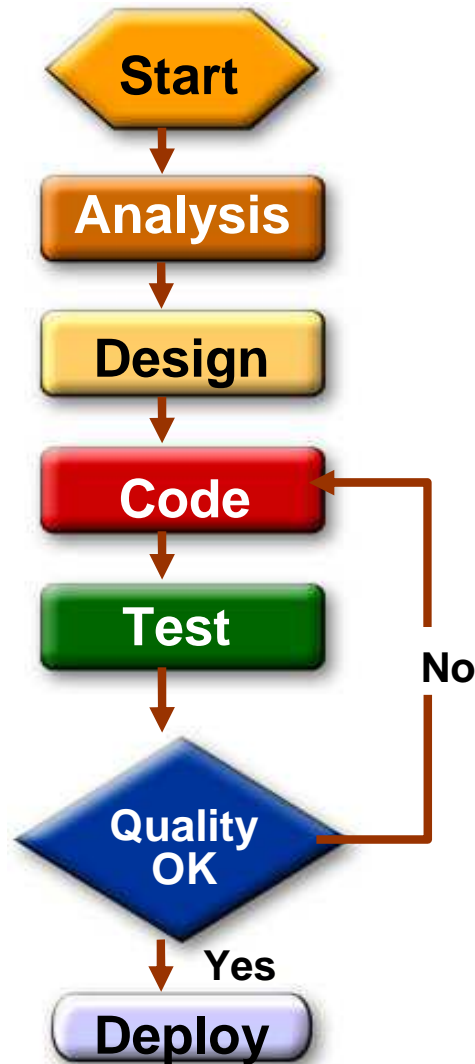 Start
Analysis
Design
Code
Test
No
Quality
OK
Yes
Deploy